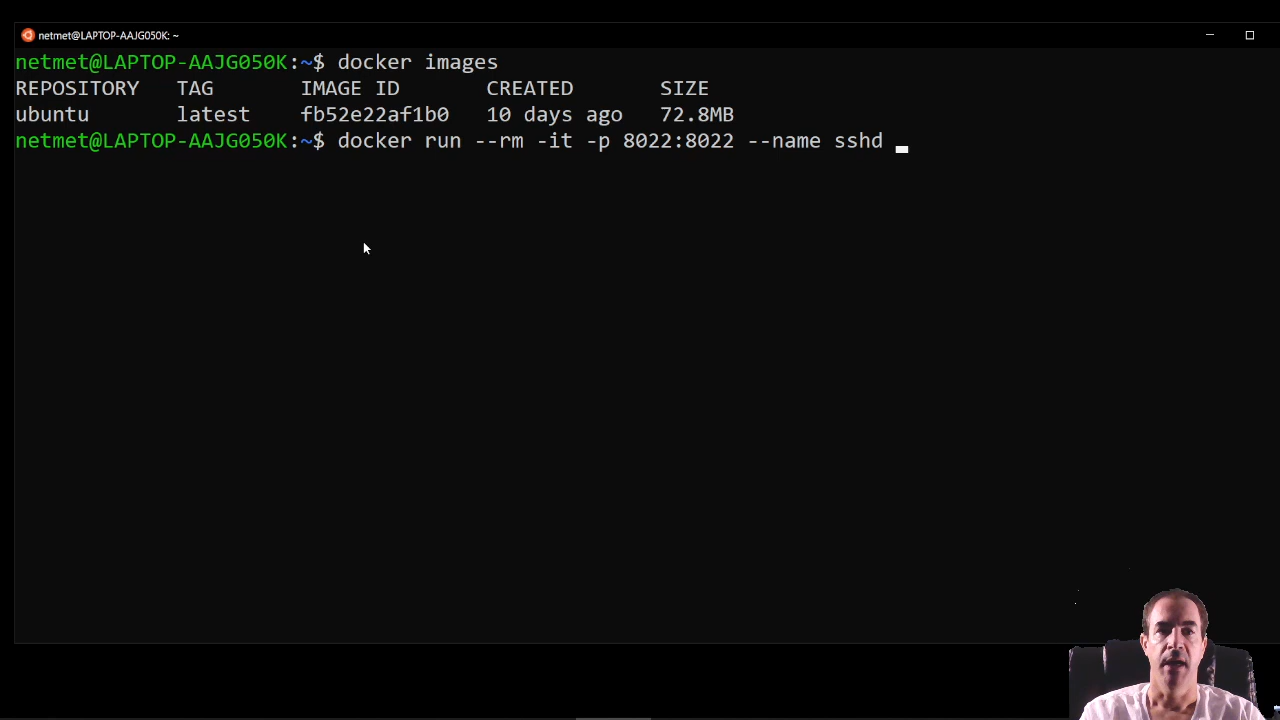 netmet@LAPTOP-AAJG050K: ~
netmet@LAPTOP-AAJG050K:~$ docker images
REPOSITORY   TAG       IMAGE ID       CREATED       SIZE
ubuntu       latest    fb52e22af1b0   10 days ago   72.8MB
netmet@LAPTOP-AAJG050K:~$ docker run --rm -it -p 8022:8022 --name sshd